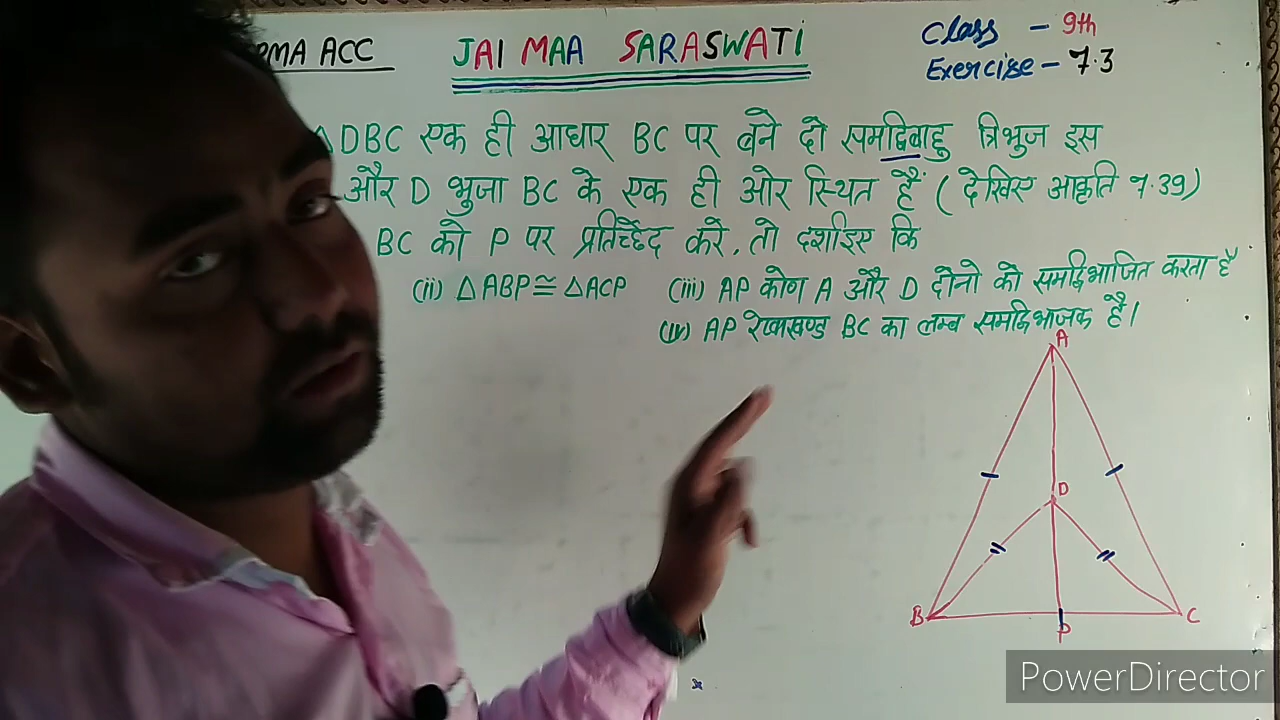 RMA ACC
JAI MAA SARASWATI
Class - 9th
Exercise - 7.3
△DBC एक ही आधार BC पर बने दो समद्विबाहु त्रिभुज इस
और D भुजा BC के एक ही ओर स्थित हैं ( देखिए आकृति 7.39)
BC को P पर प्रतिच्छेद करे, तो दर्शाइए कि
(ii) △ABP ≅ △ACP (iii) AP कोण A और D दोनो को समद्विभाजित करता है
(iv) AP रेखाखण्ड BC का लम्ब समद्विभाजक है।
A
D
B
P
C
PowerDirector